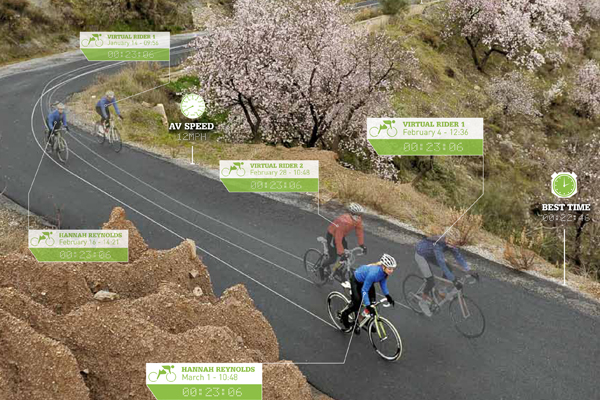 VIRTUAL RIDER 1
January 14 - 09:56
00:23:06
AV SPEED
12MPH
VIRTUAL RIDER 1
February 4 - 12:36
00:23:06
VIRTUAL RIDER 2
February 28 - 10:48
00:23:06
BEST TIME
00:22:46
HANNAH REYNOLDS
February 16 - 14:21
00:23:06
HANNAH REYNOLDS
March 1 - 10:48
00:23:06